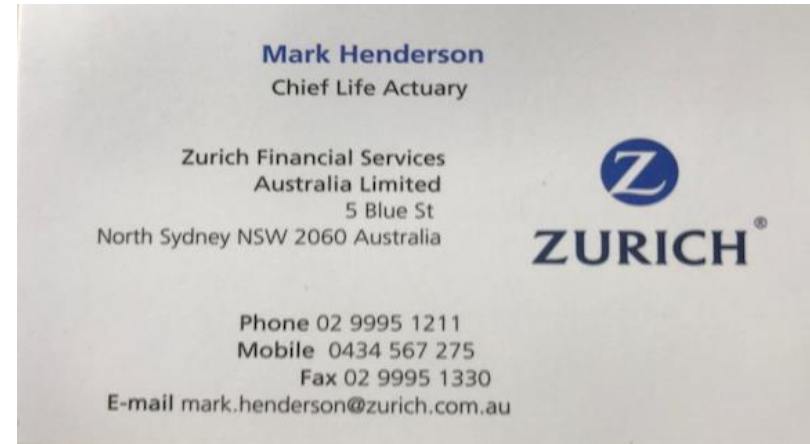 Mark Henderson
Chief Life Actuary
Zurich Financial Services
Australia Limited
5 Blue St
North Sydney NSW 2060 Australia
Z
ZURICH®
Phone 02 9995 1211
Mobile 0434 567 275
Fax 02 9995 1330
E-mail mark.henderson@zurich.com.au